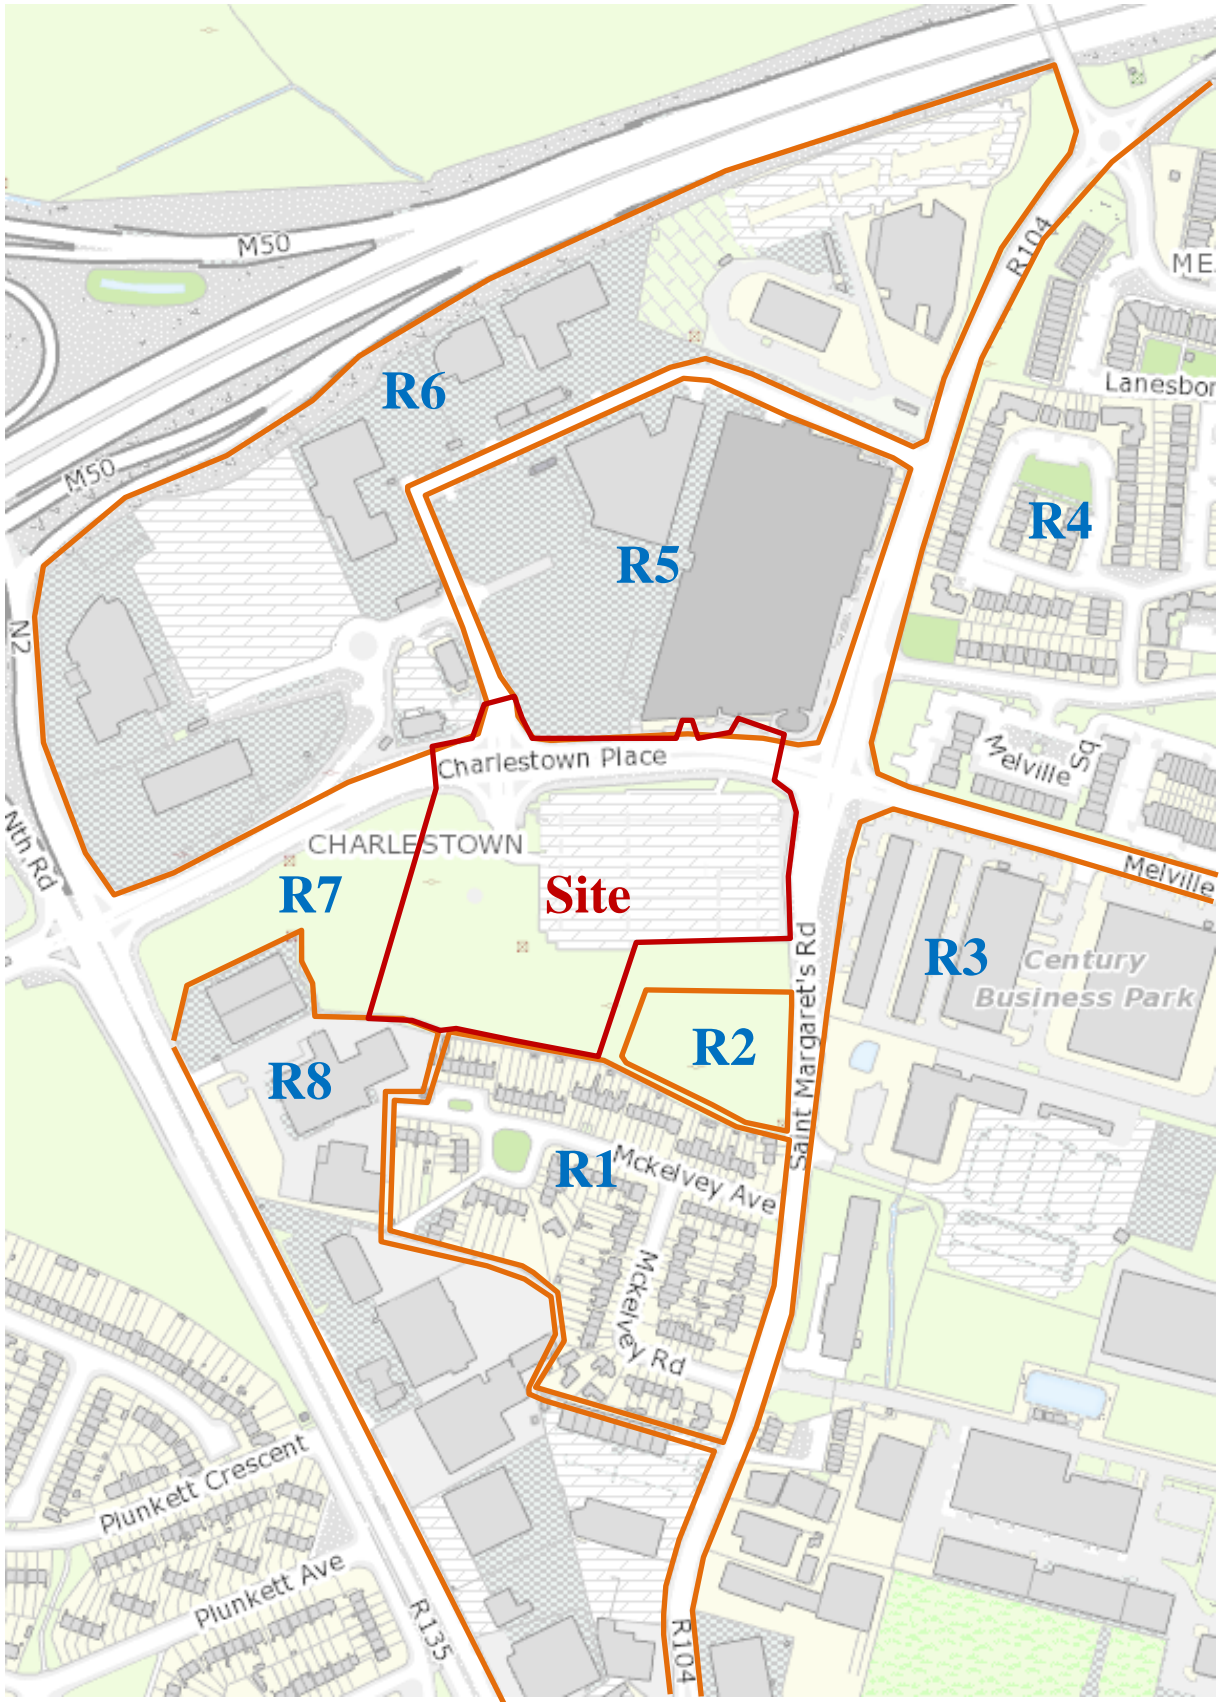 M50
R104
ME
Lanesbor
R6
M50
R4
R5
N2
Melville
Sq
Charlestown Place
Nth Rd
CHARLESTOWN
Melville
R7
Site
R3
Century
Business Park
Saint Margaret's Rd
R2
R8
R1
Mckelvey Ave
Mckelvey Rd
Plunkett Crescent
Plunkett Ave
R135
R104